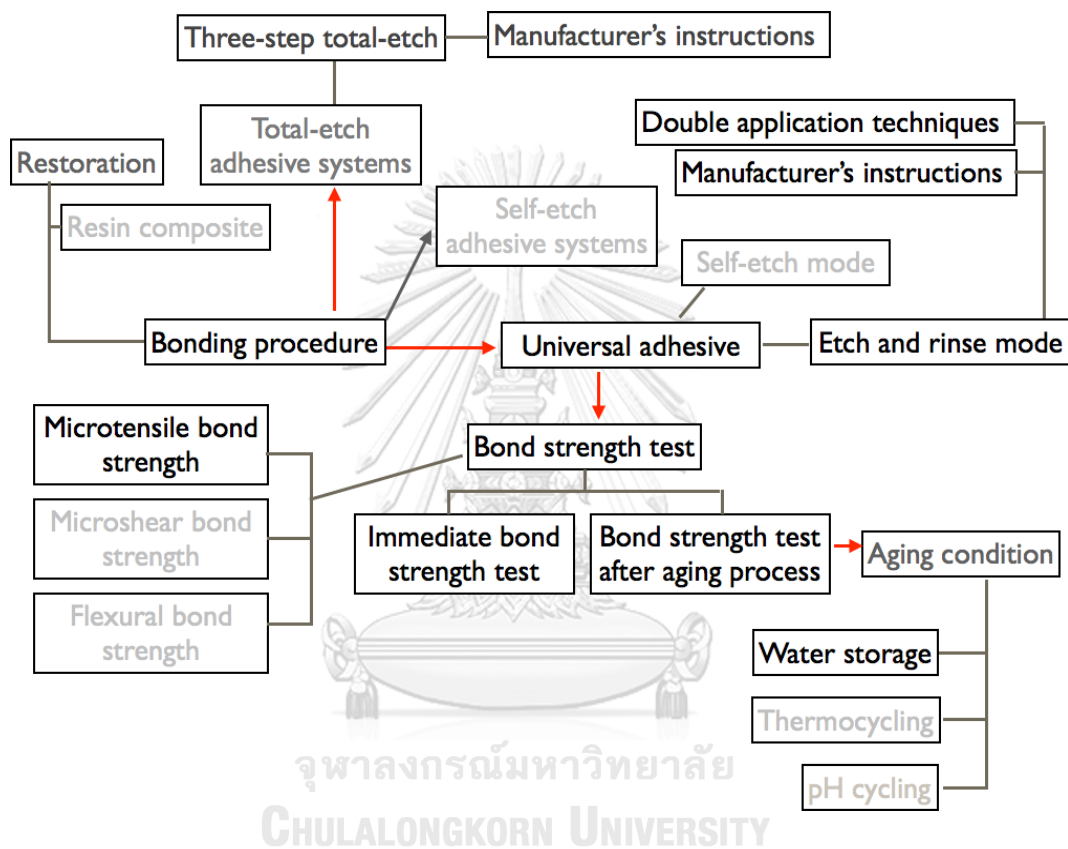 Three-step total-etch
Manufacturer's instructions
Total-etch
adhesive systems
Double application techniques
Manufacturer's instructions
Restoration
Resin composite
Self-etch
adhesive systems
Self-etch mode
Bonding procedure
Universal adhesive
Etch and rinse mode
Microtensile bond
strength
Bond strength test
Microshear bond
strength
Immediate bond
strength test
Bond strength test
after aging process
Aging condition
Flexural bond
strength
Water storage
Thermocycling
pH cycling
จุฬาลงกรณ์มหาวิทยาลัย
CHULALONGKORN UNIVERSITY